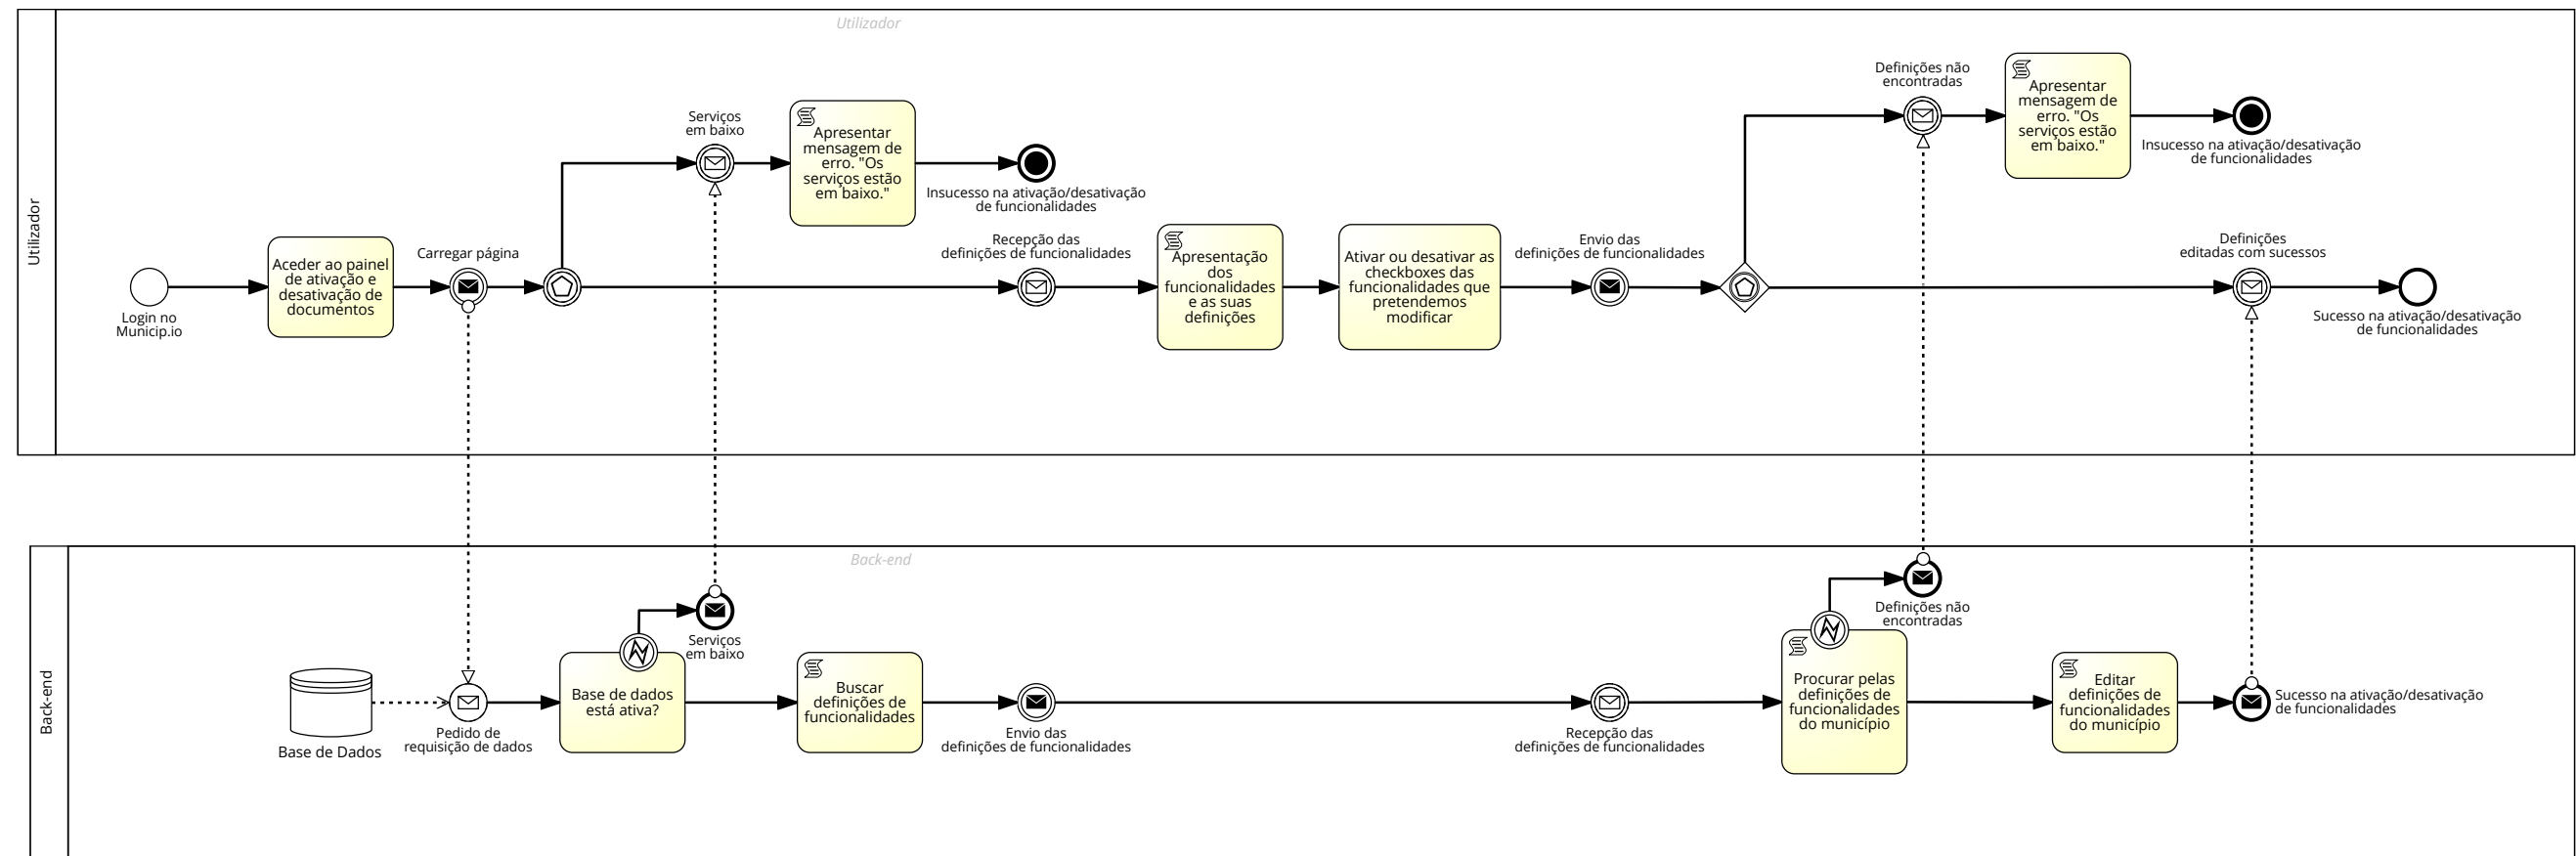 Utilizador
Utilizador
Definições não
encontradas
Apresentar
mensagem de
erro. "Os
serviços estão
em baixo."
Insucesso na ativação/desativação
de funcionalidades
Serviços
em baixo
Apresentar
mensagem de
erro. "Os
serviços estão
em baixo."
Insucesso na ativação/desativação
de funcionalidades
Login no
Municip.io
Aceder ao painel
de ativação e
desativação de
documentos
Carregar página
Recepção das
definições de funcionalidades
Apresentação
dos
funcionalidades
e as suas
definições
Ativar ou desativar as
checkboxes das
funcionalidades que
pretendemos
modificar
Envio das
definições de funcionalidades
Definições
editadas com sucessos
Sucesso na ativação/desativação
de funcionalidades
Back-end
Back-end
Base de Dados
Pedido de
requisição de dados
Base de dados
está ativa?
Serviços
em baixo
Buscar
definições de
funcionalidades
Envio das
definições de funcionalidades
Recepção das
definições de funcionalidades
Procurar pelas
definições de
funcionalidades
do município
Definições não
encontradas
Editar
definições de
funcionalidades
do município
Sucesso na ativação/desativação
de funcionalidades